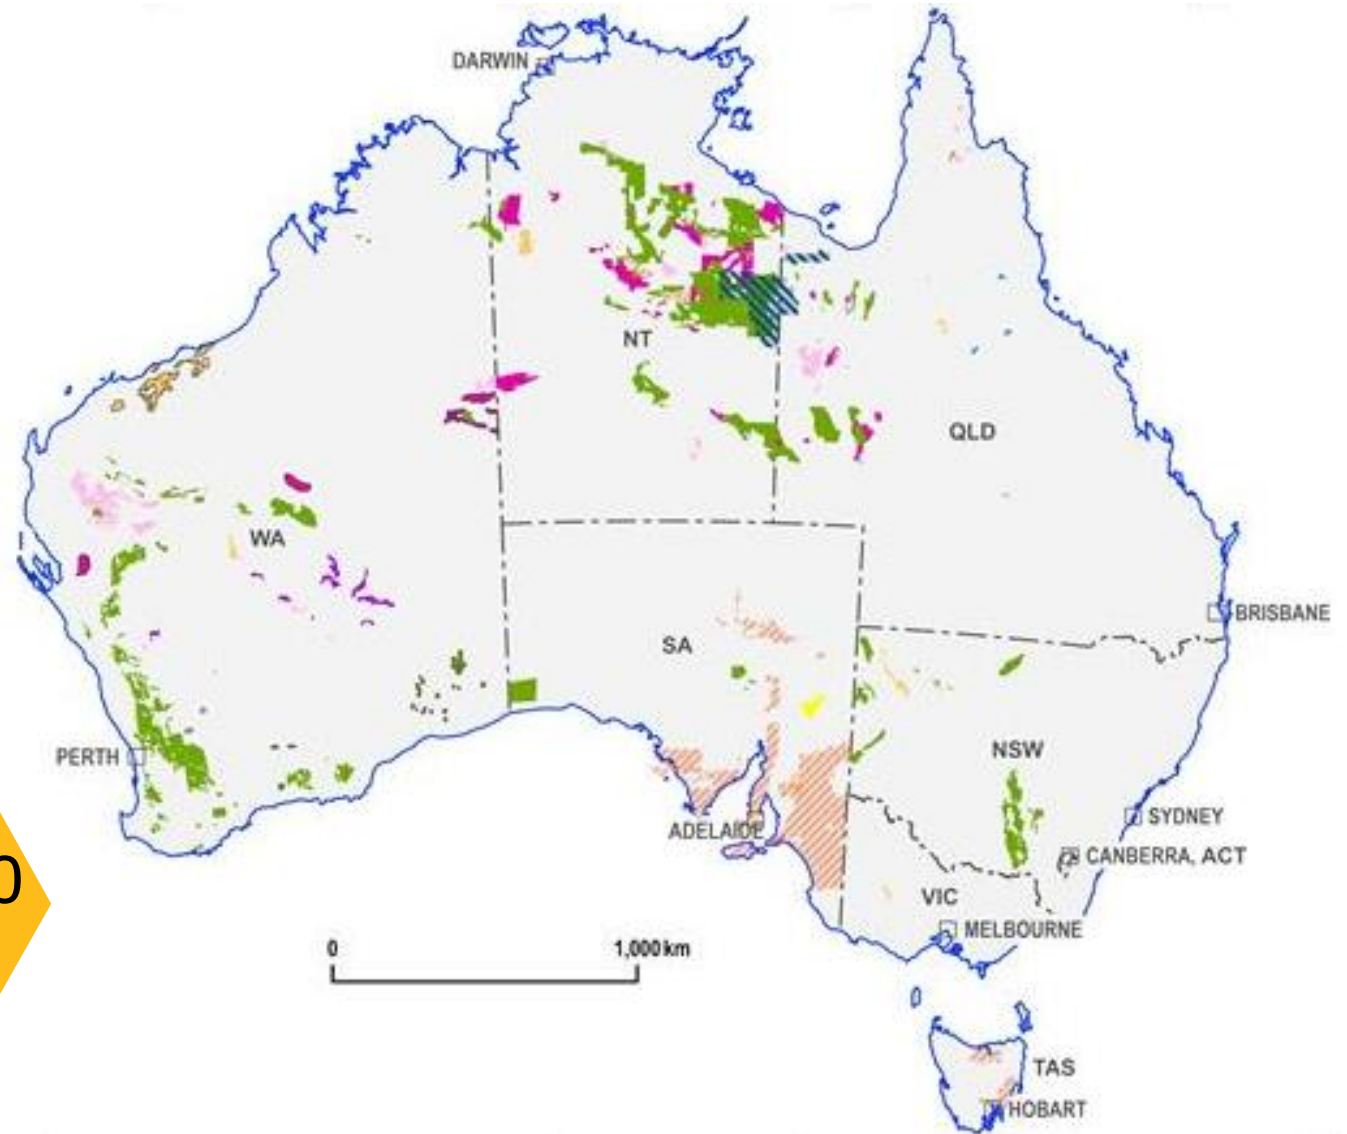 DARWIN
NT
QLD
WA
BRISBANE
SA
NSW
PERTH
SYDNEY
ADELAIDE
CANBERRA, ACT
0
VIC
MELBOURNE
0 1,000 km
TAS
HOBART